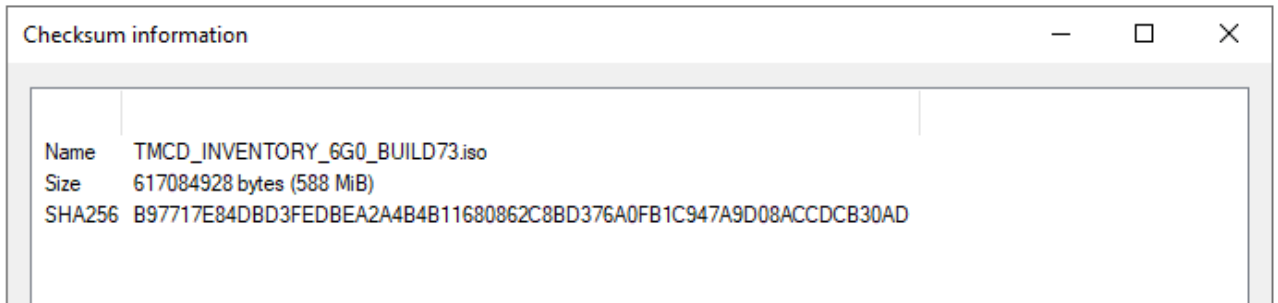 Checksum information
Name TMCD_INVENTORY_6G0_BUILD73.iso
Size 617084928 bytes (588 MiB)
SHA256 B97717E84DBD3FEDBEA2A4B4B11680862C8BD376A0FB1C947A9D08ACCDCB30AD